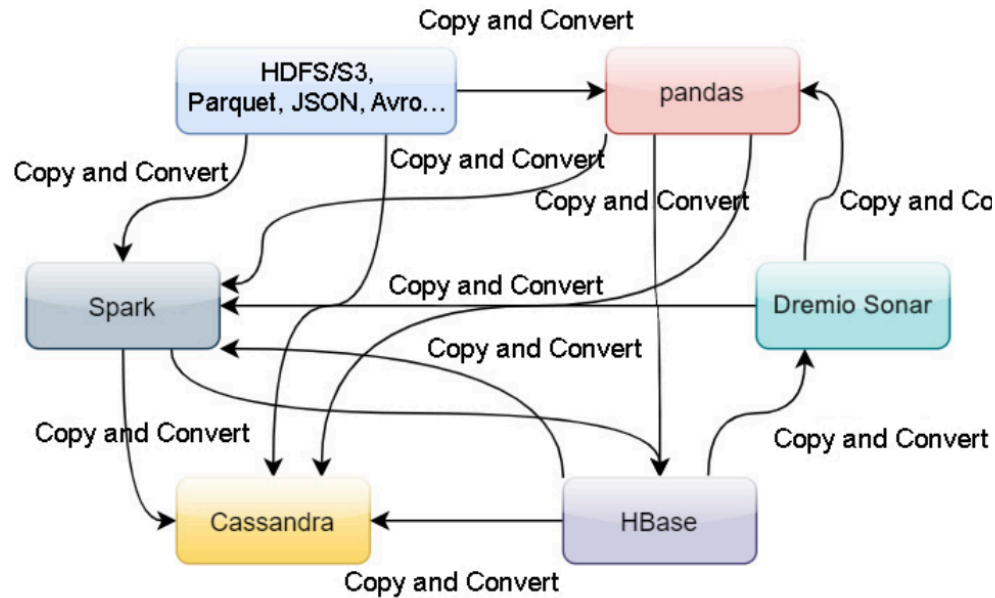 Copy and Convert
HDFS/S3,
Parquet, JSON, Avro...
pandas
Copy and Convert
Copy and Convert
Copy and Convert
Copy and Co
Spark
Copy and Convert
Dremio Sonar
Copy and Convert
Copy and Convert
Copy and Convert
Cassandra
HBase
Copy and Convert